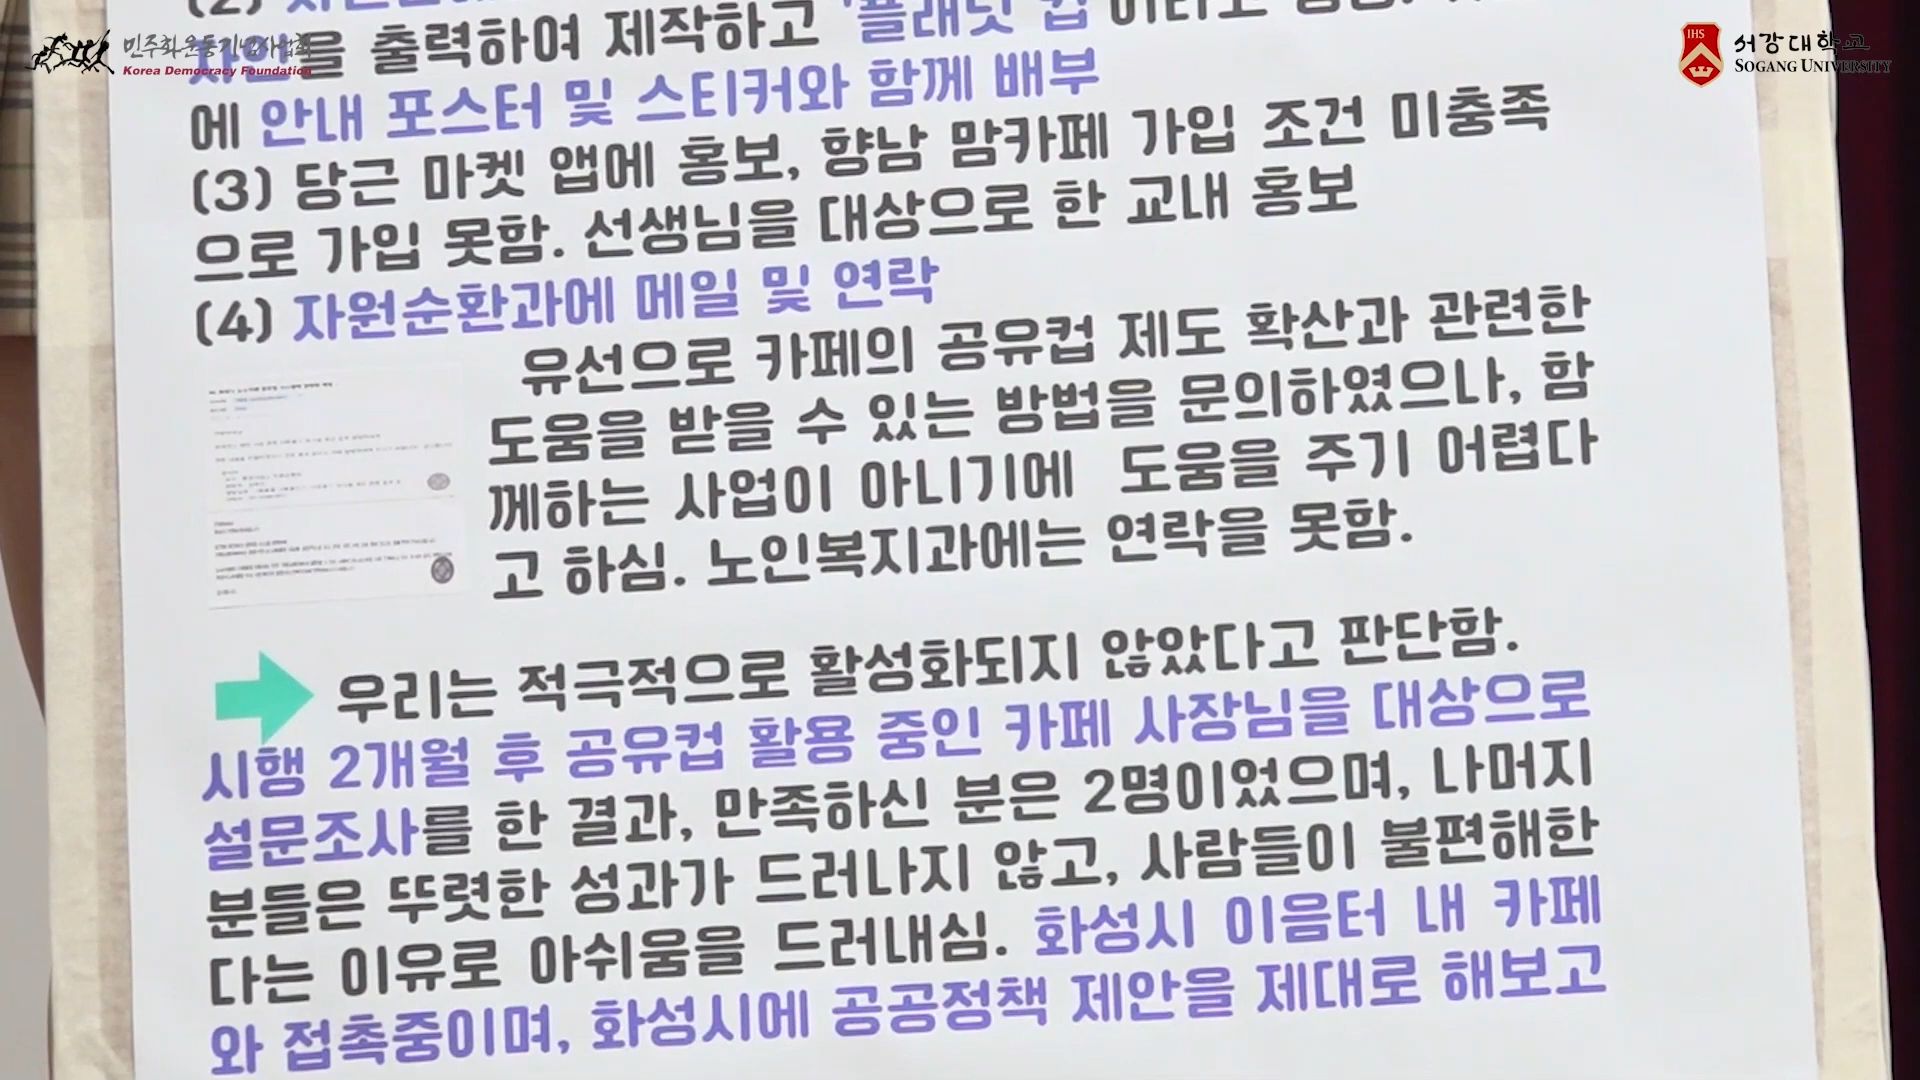 민주화운동기념사업회
Korea Democracy Foundation
IHS
서강대학교
SOGANG UNIVERSITY
(2)
을 출력하여 제작하고 '플래닛 컵'
에 안내 포스터 및 스티커와 함께 배부
(3) 당근 마켓 앱에 홍보, 향남 맘카페 가입 조건 미충족
으로 가입 못함. 선생님을 대상으로 한 교내 홍보
(4) 자원순환과에 메일 및 연락
유선으로 카페의 공유컵 제도 확산과 관련한
도움을 받을 수 있는 방법을 문의하였으나, 함
께하는 사업이 아니기에 도움을 주기 어렵다
고 하심. 노인복지과에는 연락을 못함.
우리는 적극적으로 활성화되지 않았다고 판단함.
시행 2개월 후 공유컵 활용 중인 카페 사장님을 대상으로
설문조사를 한 결과, 만족하신 분은 2명이었으며, 나머지
분들은 뚜렷한 성과가 드러나지 않고, 사람들이 불편해한
다는 이유로 아쉬움을 드러내심. 화성시 이음터 내 카페
와 접촉중이며, 화성시에 공공정책 제안을 제대로 해보고